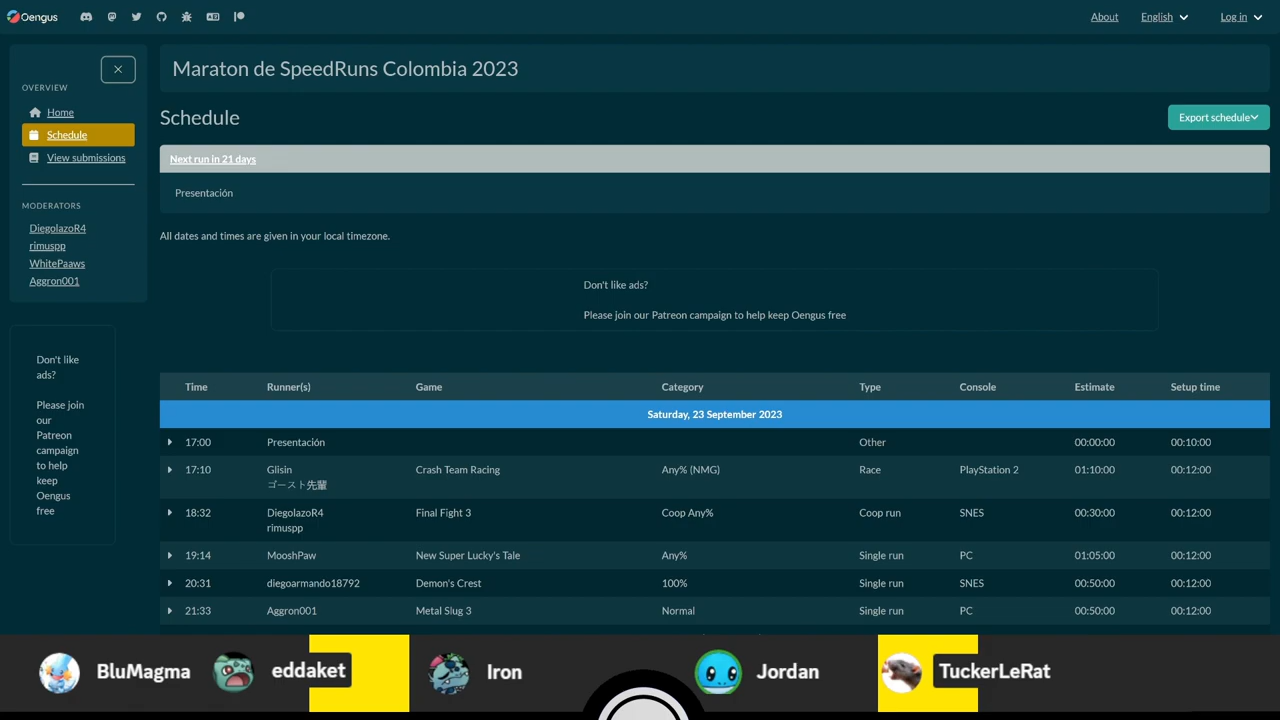 Oengus
About
English
Log in
OVERVIEW
Home
Schedule
View submissions
MODERATORS
DiegolazoR4
rimuspp
WhitePaaws
Aggron001
Don't like
ads?
Please join
our
Patreon
campaign
to help
keep
Oengus
free
Maraton de SpeedRuns Colombia 2023
Schedule
Export schedule
Next run in 21 days
Presentación
All dates and times are given in your local timezone.
Don't like ads?
Please join our Patreon campaign to help keep Oengus free
Time Runner(s) Game Category Type Console Estimate Setup time
Saturday, 23 September 2023
17:00 Presentación Other 00:00:00 00:10:00
17:10 Glisin Crash Team Racing Any% (NMG) Race PlayStation 2 01:10:00 00:12:00
ゴースト先輩
18:32 DiegolazoR4 Final Fight 3 Coop Any% Coop run SNES 00:30:00 00:12:00
rimuspp
19:14 MooshPaw New Super Lucky's Tale Any% Single run PC 01:05:00 00:12:00
20:31 diegoarmando18792 Demon's Crest 100% Single run SNES 00:50:00 00:12:00
21:33 Aggron001 Metal Slug 3 Normal Single run PC 00:50:00 00:12:00
BluMagma eddaket Iron Jordan TuckerLeRat